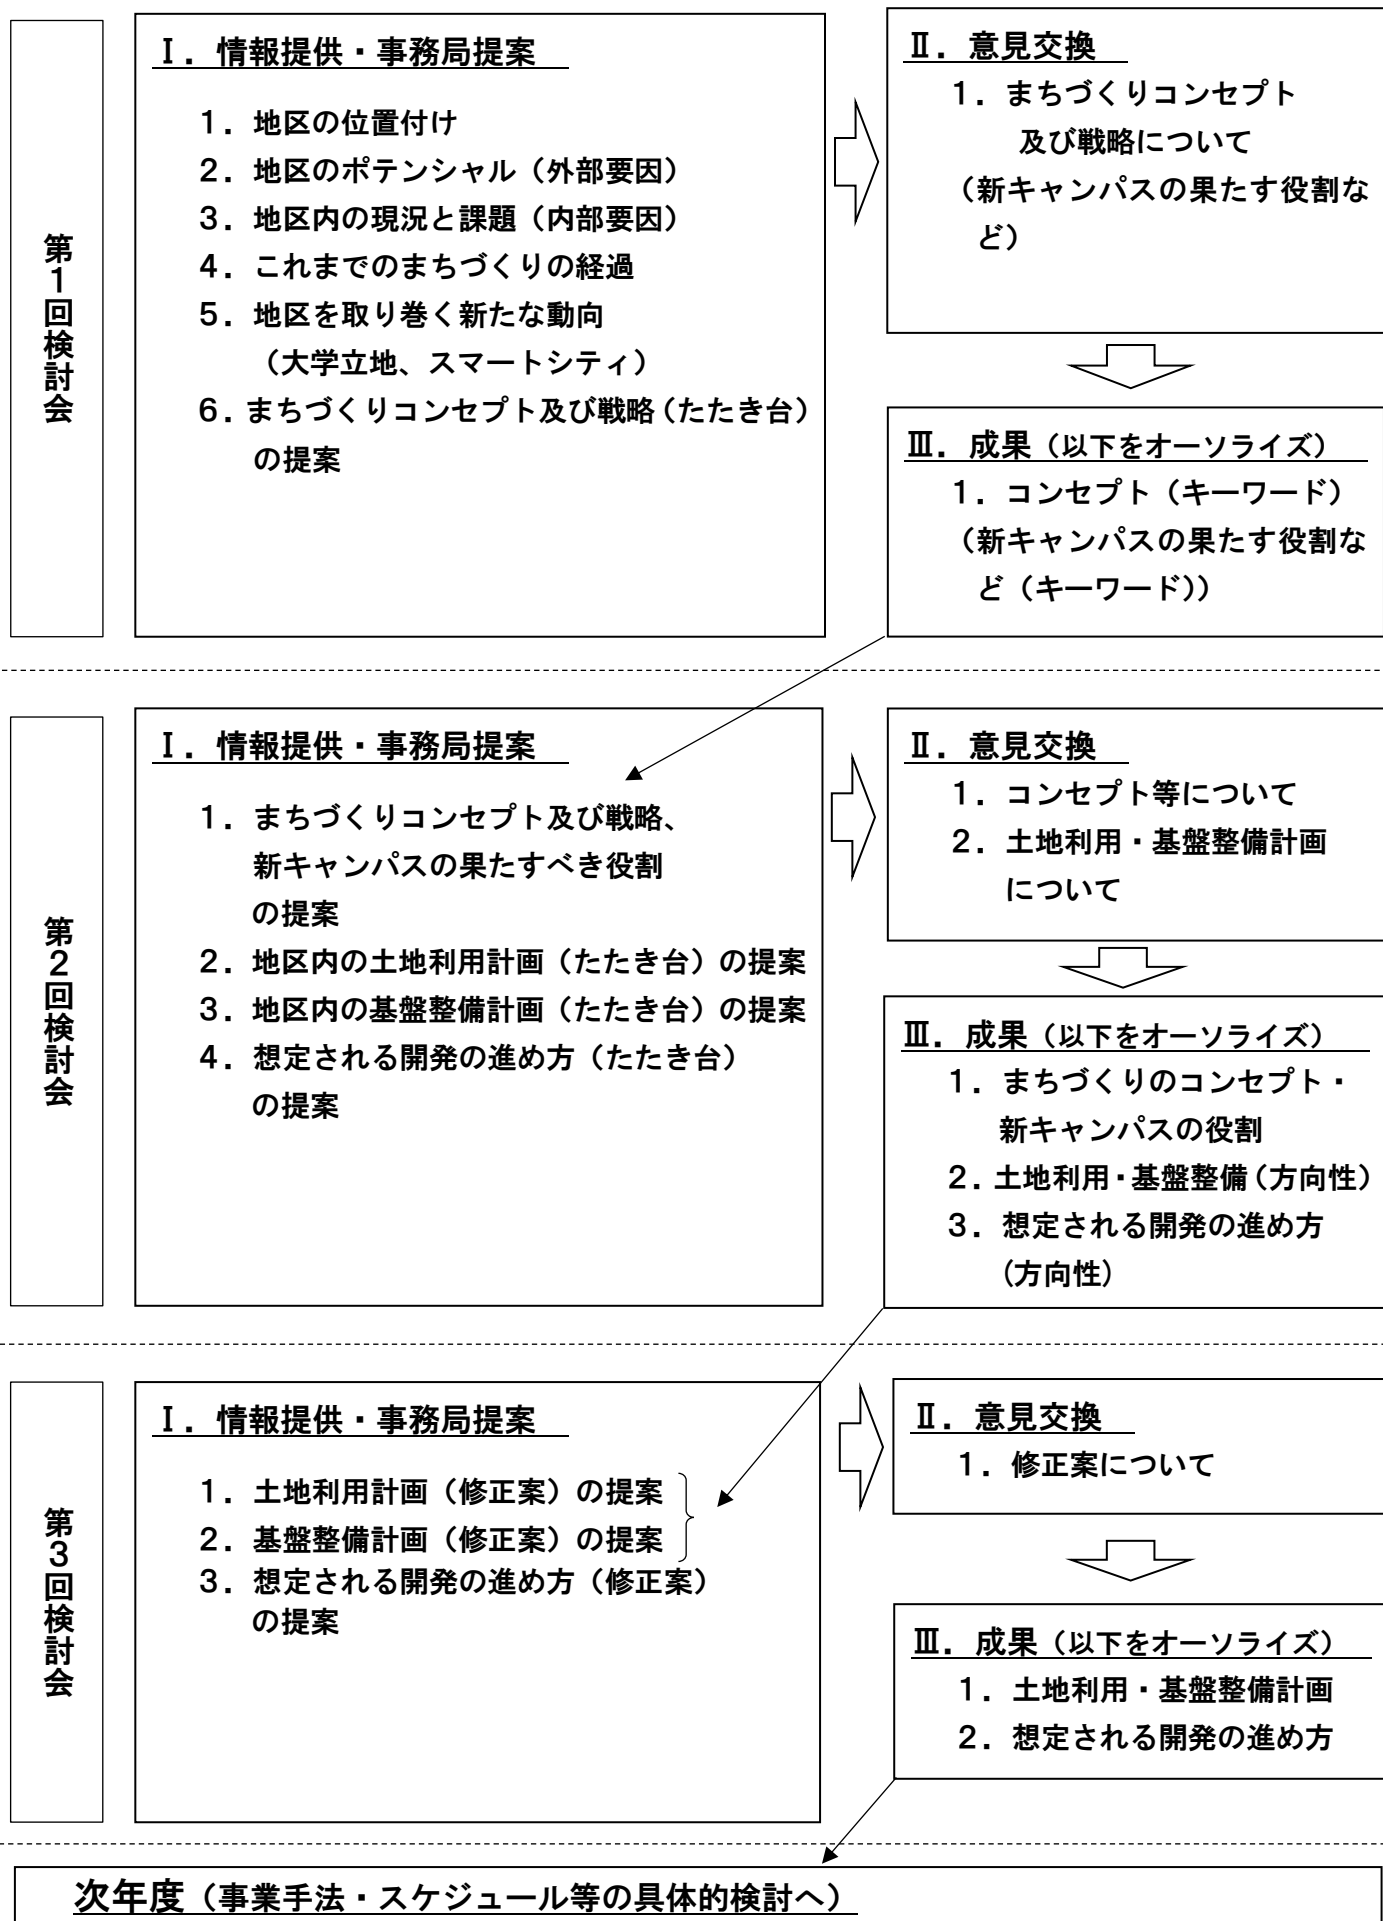 第1回検討会
Ⅰ．情報提供・事務局提案
１．地区の位置付け
２．地区のポテンシャル（外部要因）
３．地区内の現況と課題（内部要因）
４．これまでのまちづくりの経過
５．地区を取り巻く新たな動向
（大学立地、スマートシティ）
６．まちづくりコンセプト及び戦略（たたき台）
の提案
Ⅱ．意見交換
１．まちづくりコンセプト
及び戦略について
（新キャンパスの果たす役割な
ど）
Ⅲ．成果（以下をオーソライズ）
１．コンセプト（キーワード）
（新キャンパスの果たす役割な
ど（キーワード））
第2回検討会
Ⅰ．情報提供・事務局提案
１．まちづくりコンセプト及び戦略、
新キャンパスの果たすべき役割
の提案
２．地区内の土地利用計画（たたき台）の提案
３．地区内の基盤整備計画（たたき台）の提案
４．想定される開発の進め方（たたき台）
の提案
Ⅱ．意見交換
１．コンセプト等について
２．土地利用・基盤整備計画
について
Ⅲ．成果（以下をオーソライズ）
１．まちづくりのコンセプト・
新キャンパスの役割
２．土地利用・基盤整備（方向性）
３．想定される開発の進め方
（方向性）
第3回検討会
Ⅰ．情報提供・事務局提案
１．土地利用計画（修正案）の提案
２．基盤整備計画（修正案）の提案
３．想定される開発の進め方（修正案）
の提案
Ⅱ．意見交換
１．修正案について
Ⅲ．成果（以下をオーソライズ）
１．土地利用・基盤整備計画
２．想定される開発の進め方
次年度（事業手法・スケジュール等の具体的検討へ）